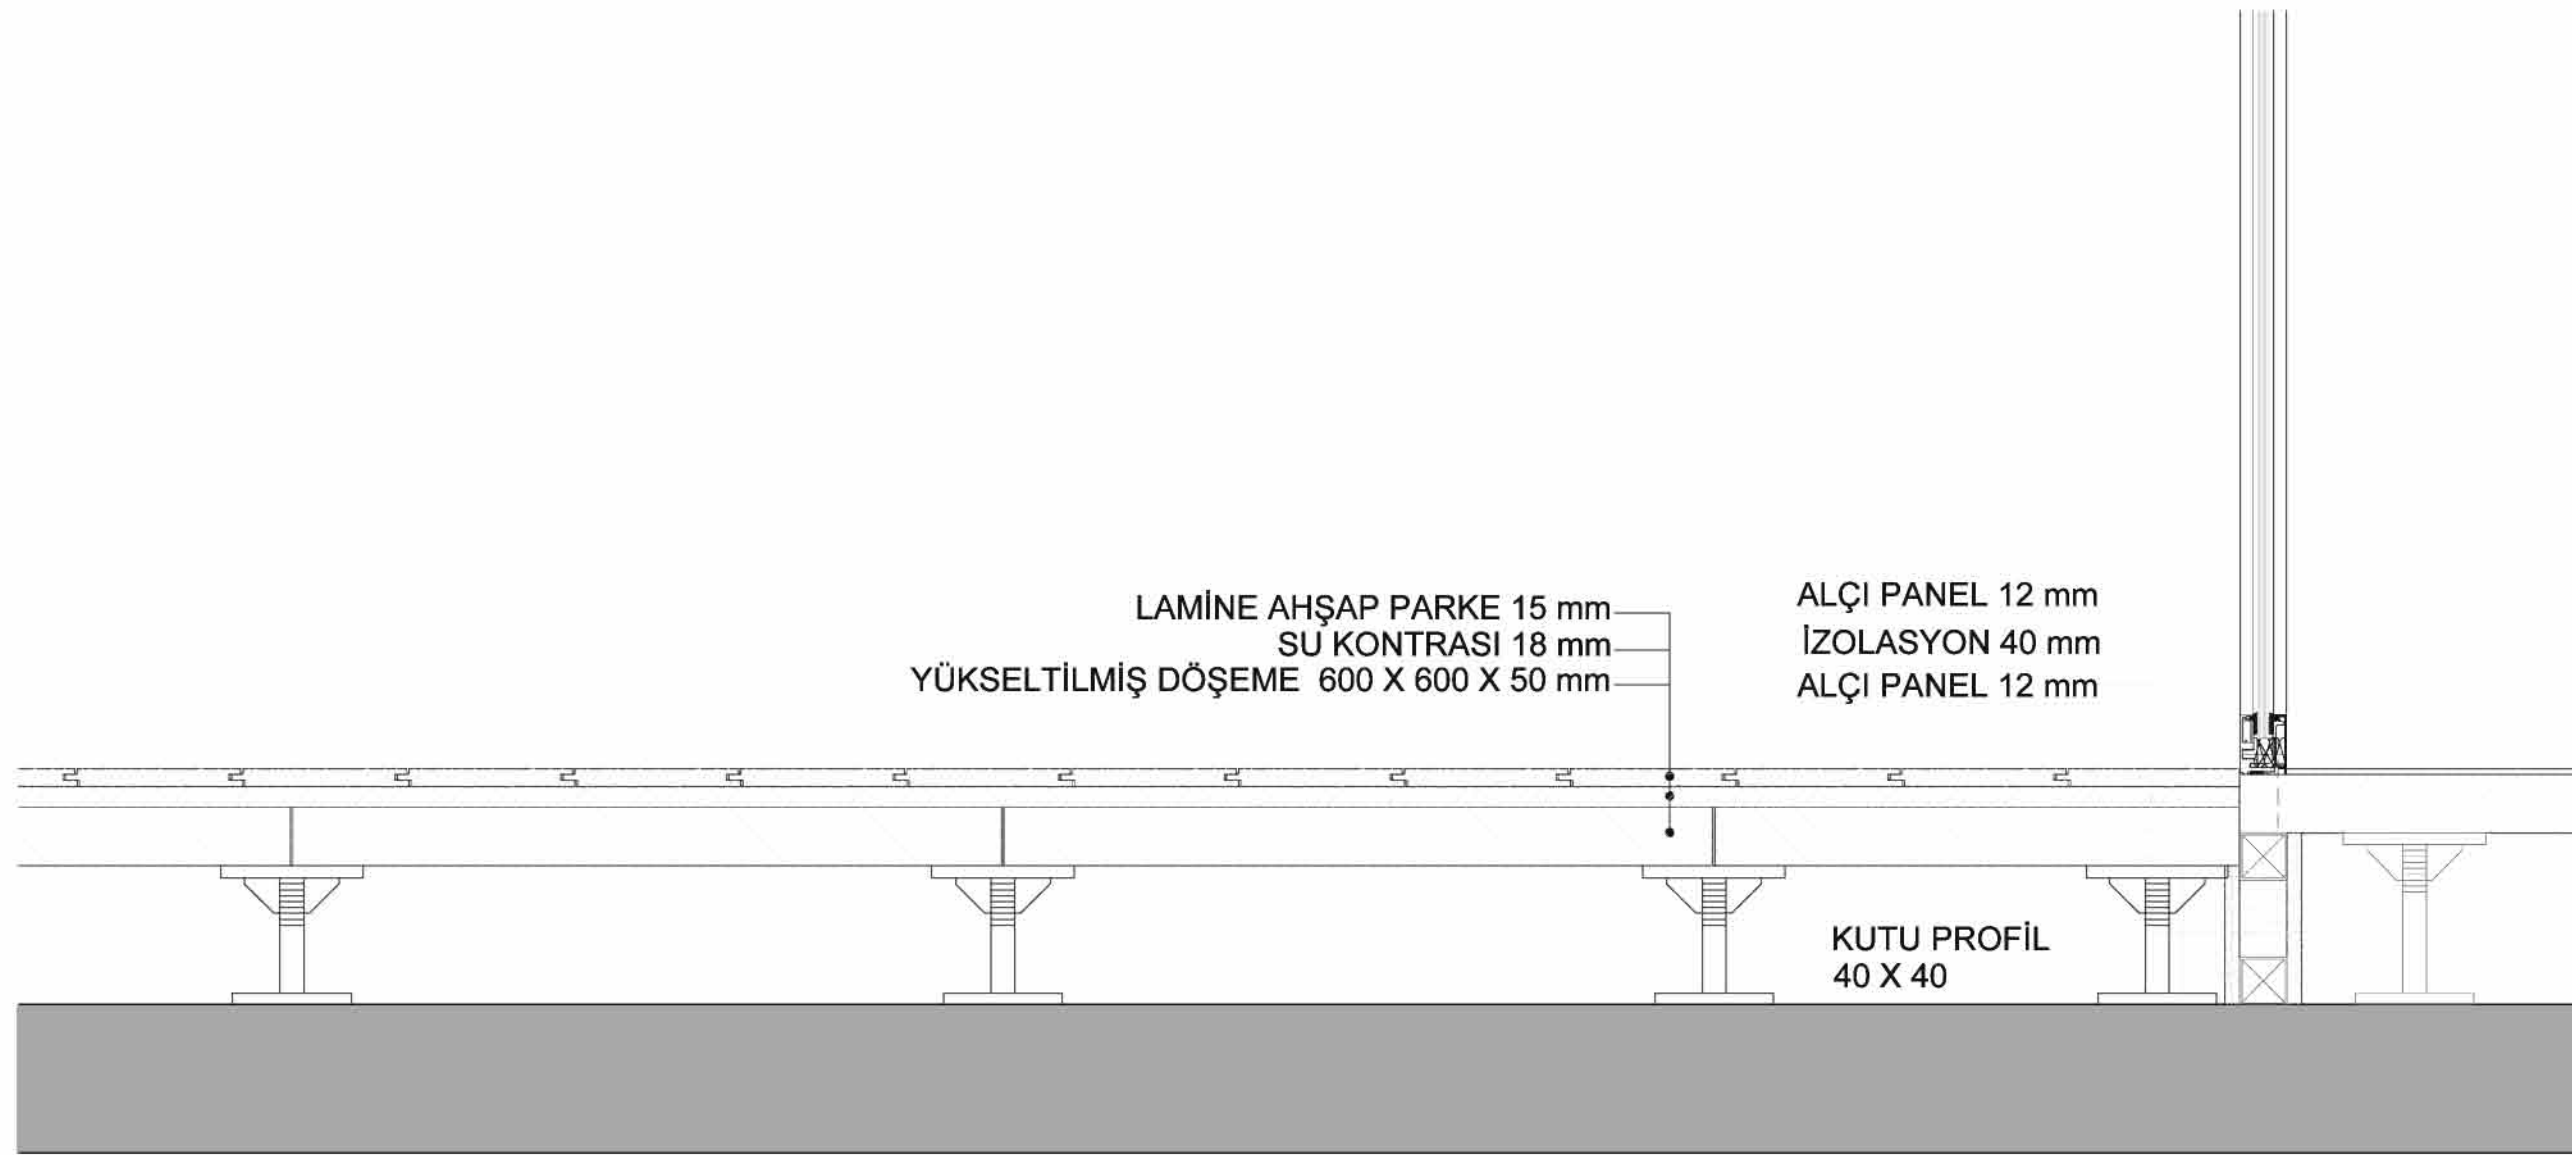 LAMİNE AHŞAP PARKE 15 mm
SU KONTRASI 18 mm
YÜKSELTİLMİŞ DÖŞEME 600 X 600 X 50 mm
ALÇI PANEL 12 mm
İZOLASYON 40 mm
ALÇI PANEL 12 mm
KUTU PROFİL
40 X 40